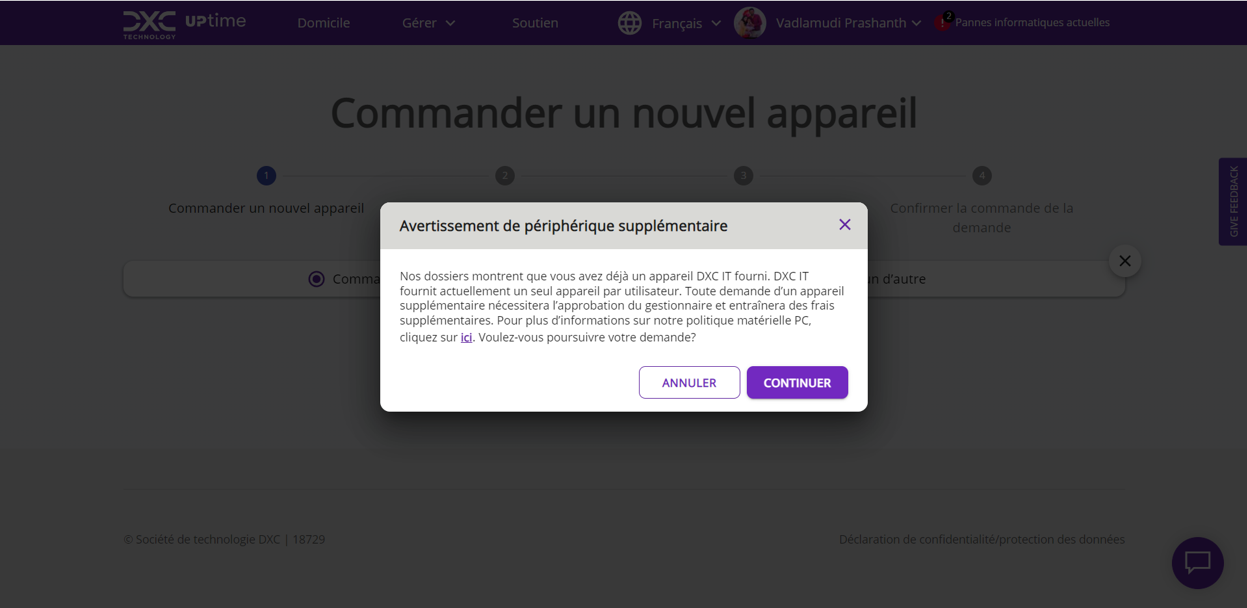 DXC UPtime
TECHNOLOGY
Domicile
Gérer
Soutien
Français
Vadlamudi Prashanth
! 2
Pannes informatiques actuelles
Commander un nouvel appareil
1
2
3
4
Commander un nouvel appareil
Confirmer la commande de la
demande
GIVE FEEDBACK
Avertissement de périphérique supplémentaire
Comma
un d'autre
Nos dossiers montrent que vous avez déjà un appareil DXC IT fourni. DXC IT
fournit actuellement un seul appareil par utilisateur. Toute demande d’un appareil
supplémentaire nécessitera l’approbation du gestionnaire et entraînera des frais
supplémentaires. Pour plus d’informations sur notre politique matérielle PC,
cliquez sur ici. Voulez-vous poursuivre votre demande?
ANNULER
CONTINUER
© Société de technologie DXC | 18729
Déclaration de confidentialité/protection des données